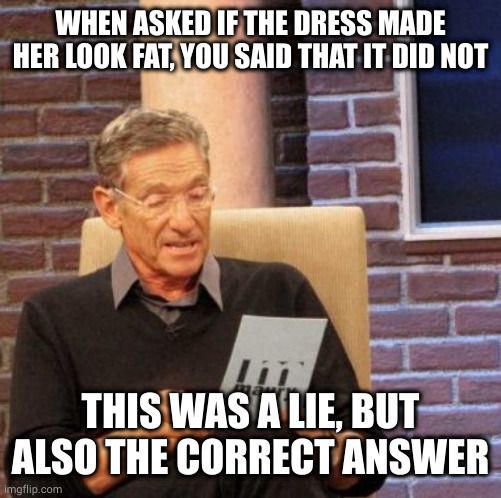 WHEN ASKED IF THE DRESS MADE
HER LOOK FAT, YOU SAID THAT IT DID NOT
maury
THIS WAS A LIE, BUT
ALSO THE CORRECT ANSWER
imgflip.com